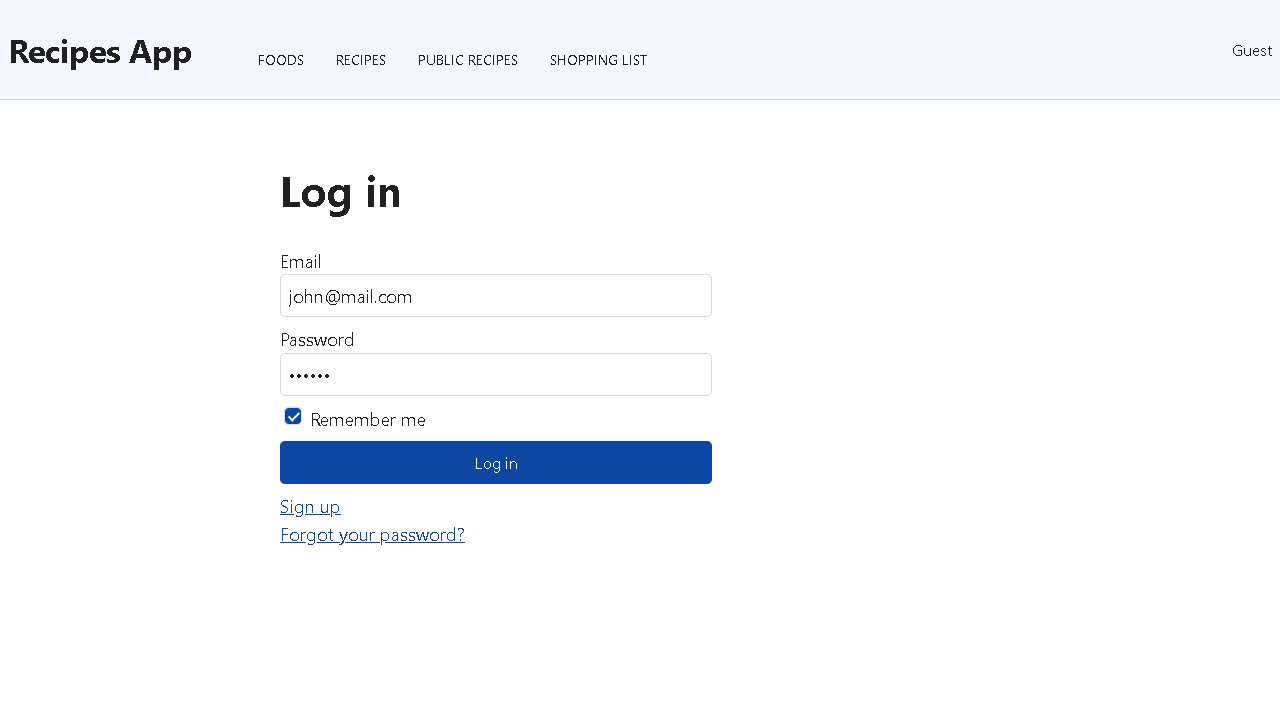 Recipes App
FOODS
RECIPES
PUBLIC RECIPES
SHOPPING LIST
Guest
Log in
Email
john@mail.com
Password
••••••
Remember me
Log in
Sign up
Forgot your password?